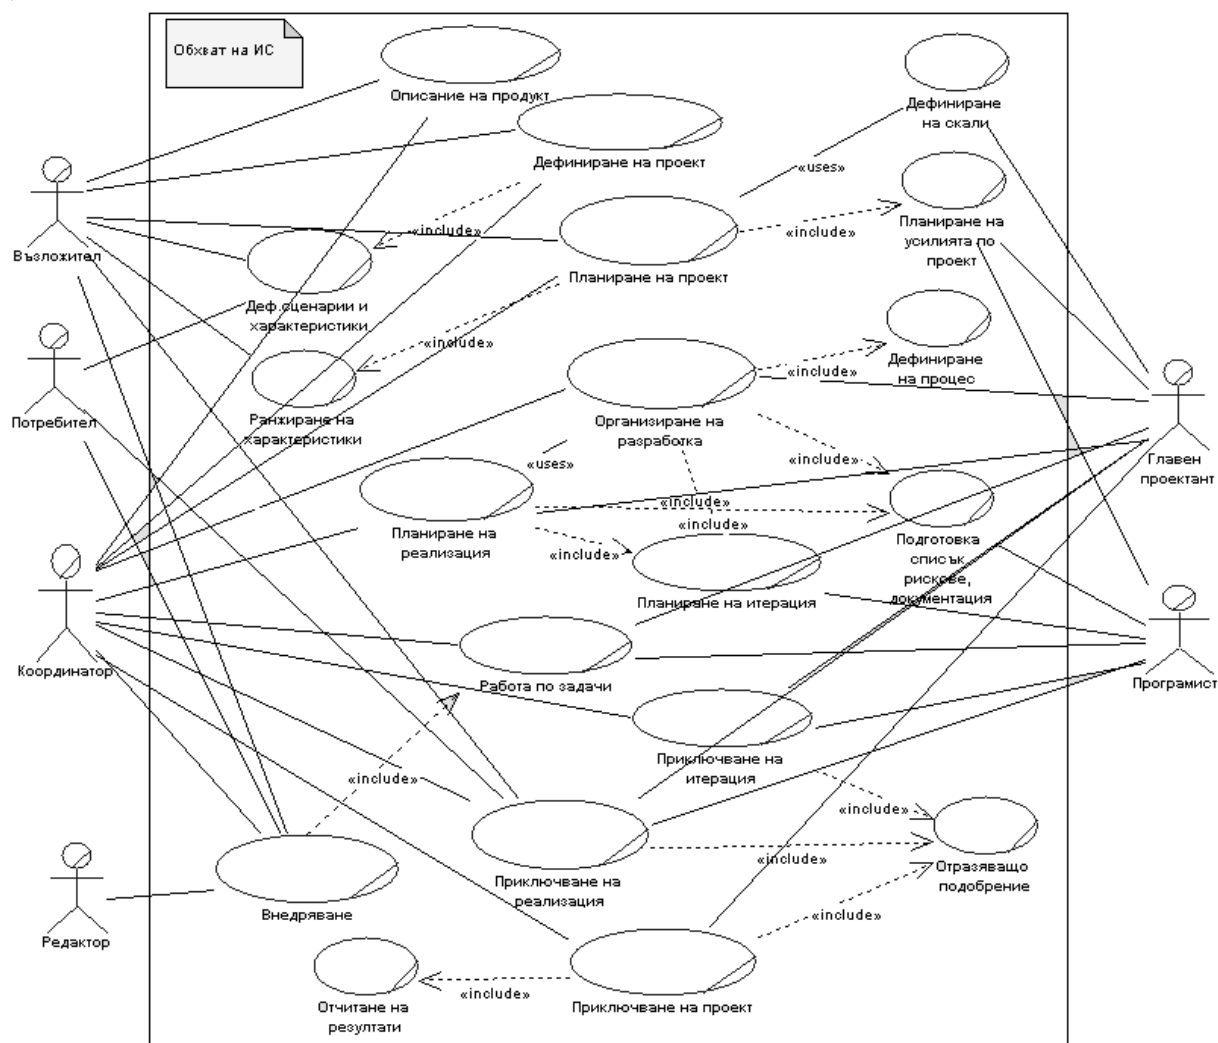 Обхват на ИС
Описание на продукт
Дефиниране
на скали
Дефиниране на проект
«uses»
Планиране на
усилията по
проект
«include»
«include»
Възложител
Планиране на проект
Деф.сценарии и
характеристики
«include»
Дефиниране
на процес
«include»
Потребител
Ранжиране на
характеристики
Организиране на
разработка
«include»
«uses»
Главен
проектант
«include»
Планиране на
реализация
«include»
«include»
Подготовка
списък
рискове,
документация
Планиране на итерация
Координатор
Работа по задачи
Програмист
Приключване на
итерация
«include»
«include»
«include»
Отразяващо
подобрение
Приключване на
реализация
Внедряване
«include»
Редактор
«include»
Отчитане на
резултати
Приключване на проект